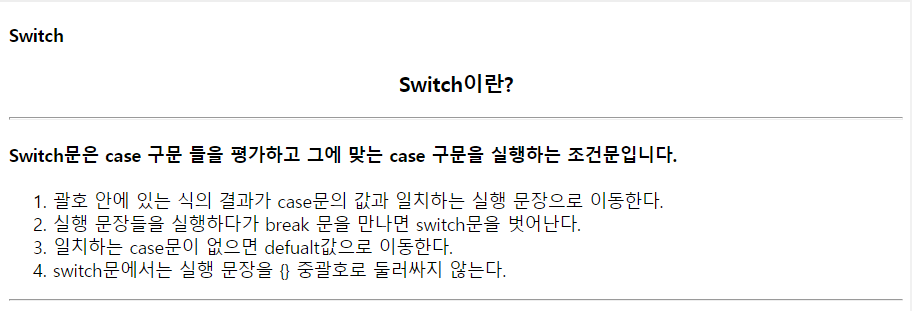 Switch
Switch이란?
Switch문은 case 구문 들을 평가하고 그에 맞는 case 구문을 실행하는 조건문입니다.
1. 괄호 안에 있는 식의 결과가 case문의 값과 일치하는 실행 문장으로 이동한다.
2. 실행 문장들을 실행하다가 break 문을 만나면 switch문을 벗어난다.
3. 일치하는 case문이 없으면 defualt값으로 이동한다.
4. switch문에서는 실행 문장을 {} 중괄호로 둘러싸지 않는다.